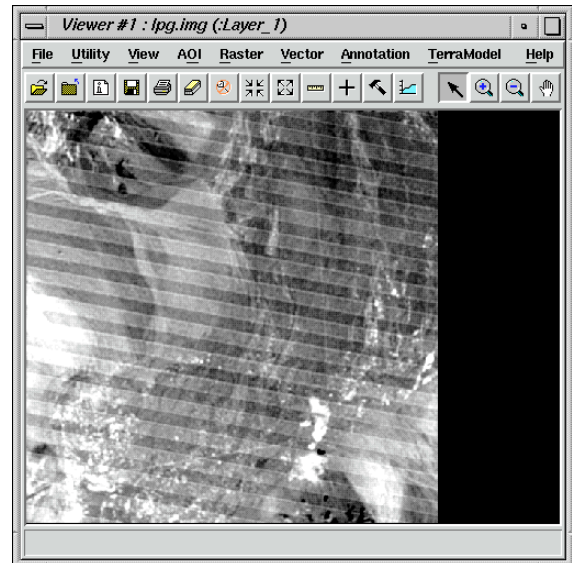 Viewer #1 : lpg.img (:Layer_1)
File Utility View AOI Raster Vector Annotation TerraModel Help